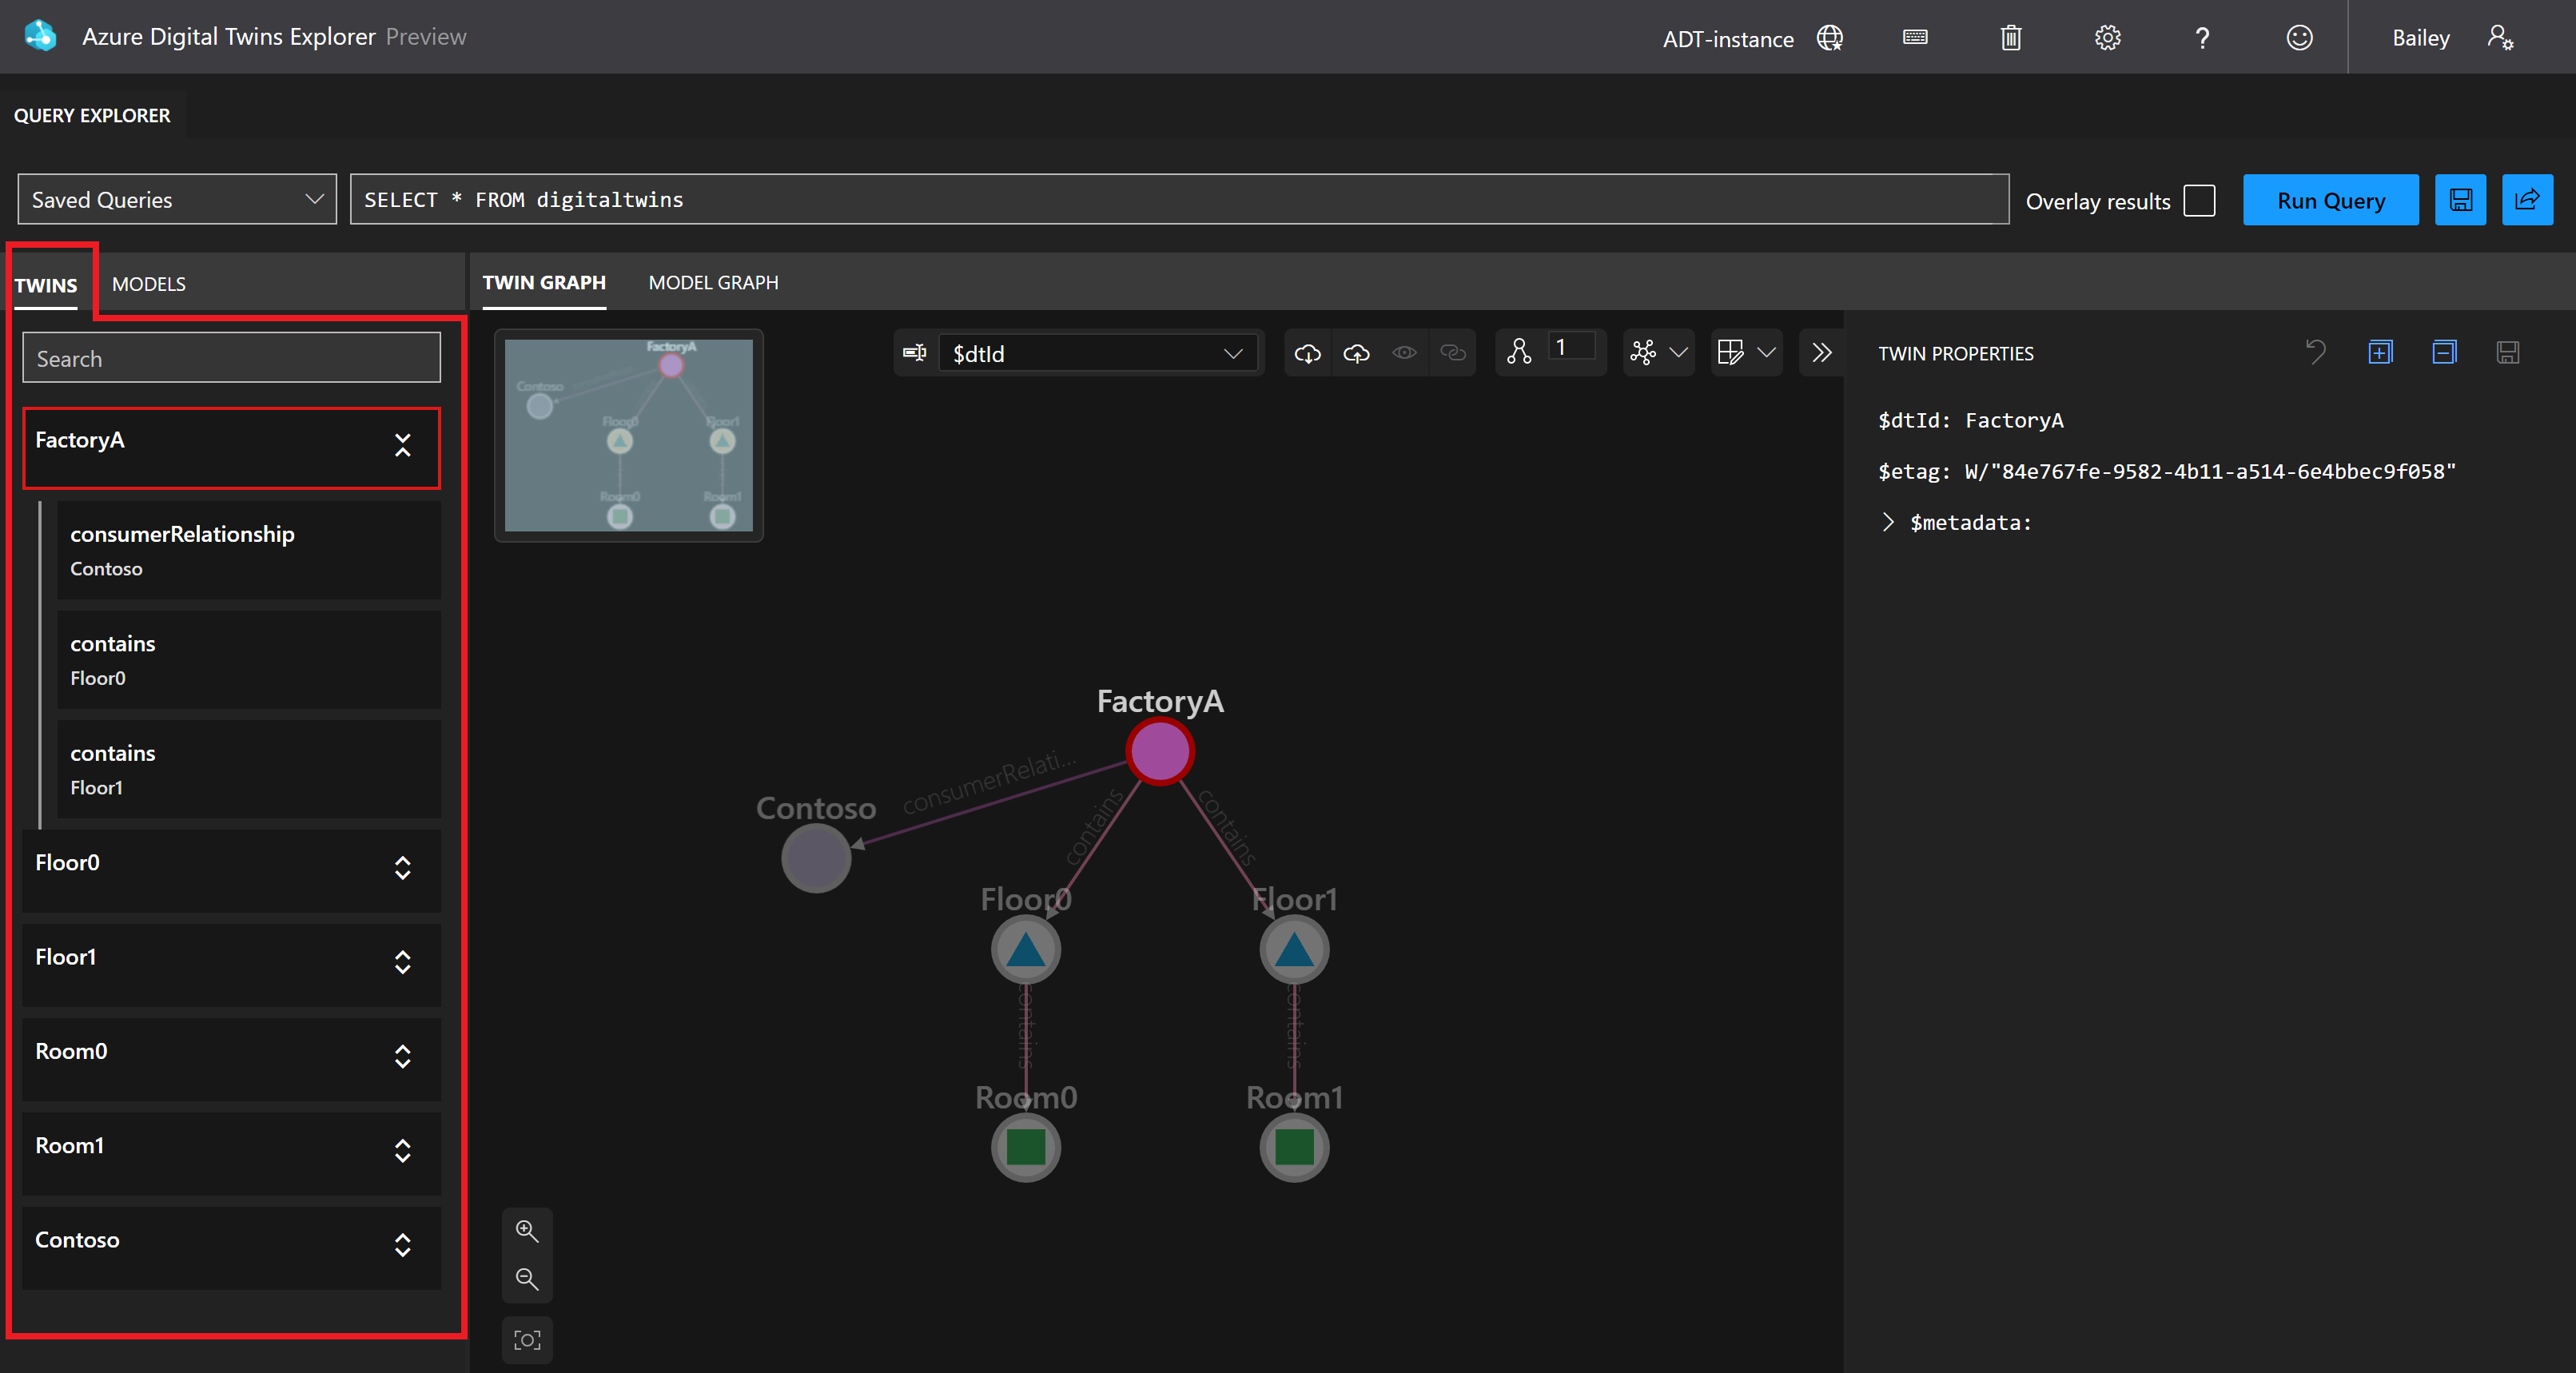 Azure Digital Twins Explorer Preview
ADT-instance
Bailey
QUERY EXPLORER
Saved Queries
SELECT * FROM digitaltwins
Overlay results
Run Query
TWINS
MODELS
TWIN GRAPH
MODEL GRAPH
Search
FactoryA
consumerRelationship
Contoso
contains
Floor0
contains
Floor1
Floor0
Floor1
Room0
Room1
Contoso
FactoryA
Contoso
Floor0
Floor1
Room0
Room1
$dtId
1
FactoryA
consumerRelati...
Contoso
contains
contains
Floor0
Floor1
contains
contains
Room0
Room1
TWIN PROPERTIES
$dtId: FactoryA
$etag: W/"84e767fe-9582-4b11-a514-6e4bbec9f058"
$metadata: